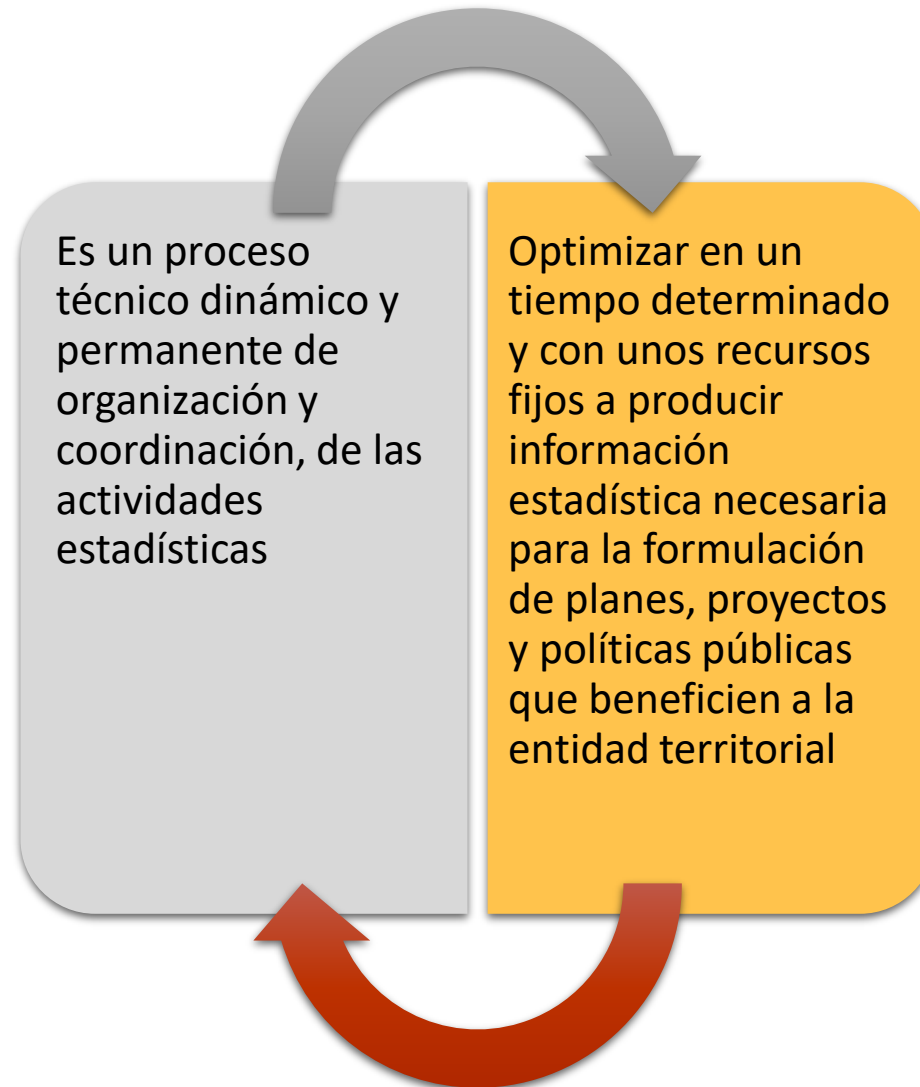 Es un proceso
técnico dinámico y
permanente de
organización y
coordinación, de las
actividades
estadísticas
Optimizar en un
tiempo determinado
y con unos recursos
fijos a producir
información
estadística necesaria
para la formulación
de planes, proyectos
y políticas públicas
que beneficien a la
entidad territorial